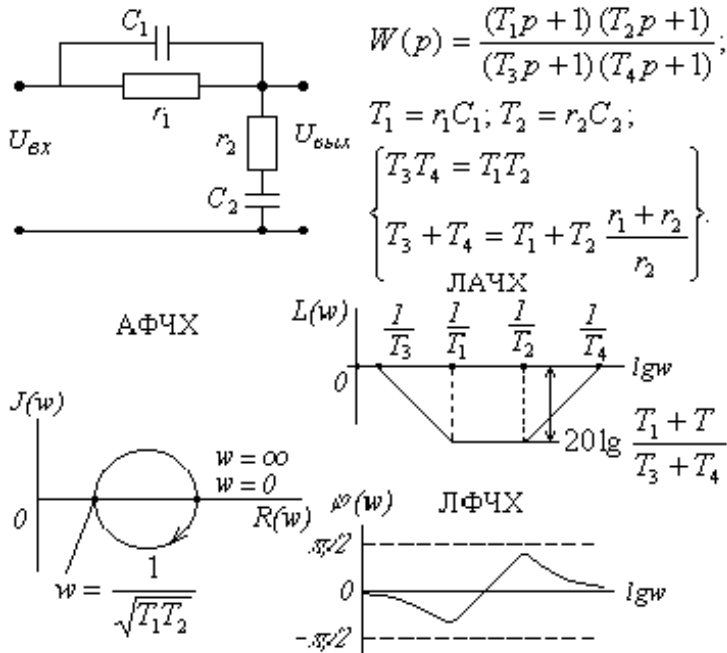 C₁
r₁
r₂
C₂
Uвх
Uвых
W(p) = (T₁p+1)(T₂p+1) / (T₃p+1)(T₄p+1);
T₁ = r₁C₁; T₂ = r₂C₂;
{T₃T₄ = T₁T₂
T₃ + T₄ = T₁ + T₂ (r₁ + r₂)/r₂}.
АФЧХ
J(w)
0
w = ∞
w = 0
R(w)
w = 1/√(T₁T₂)
ЛАЧХ
L(w)
1/T₃ 1/T₁ 1/T₂ 1/T₄
0
lgw
20lg (T₁ + T)/(T₃ + T₄)
φ(w) ЛФЧХ
π/2
0
lgw
-π/2